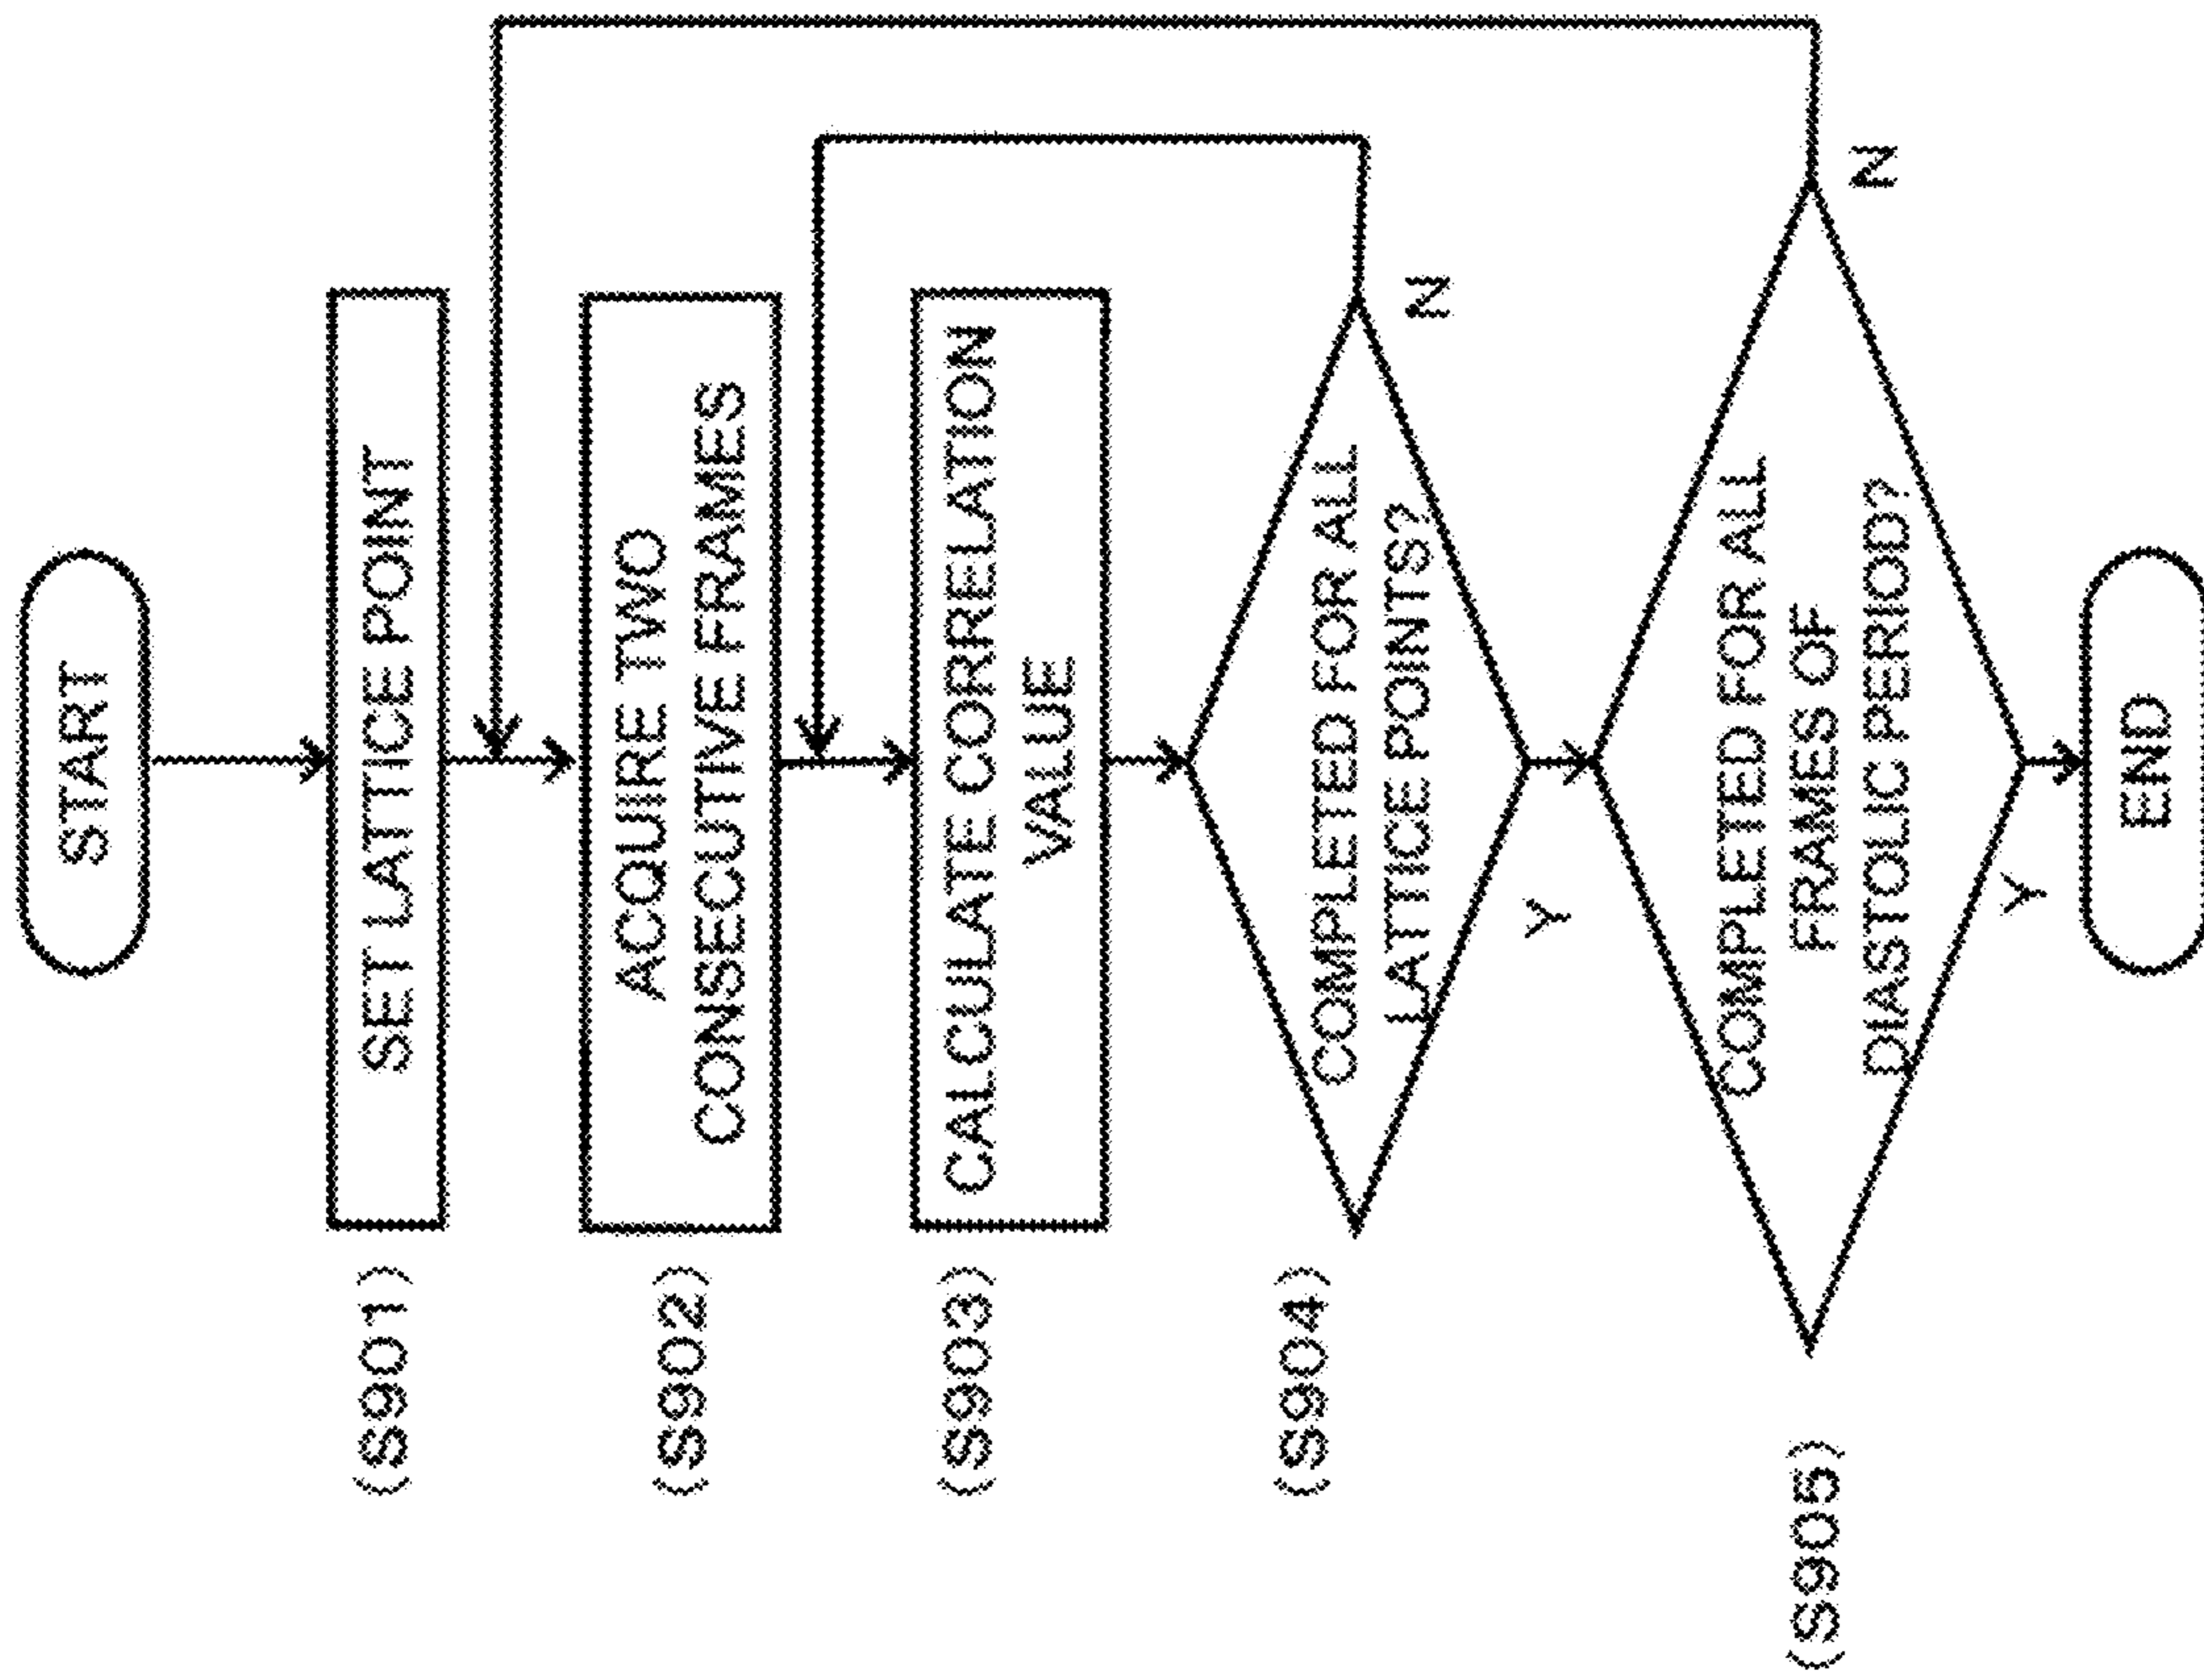 START
(S901)
SET LATTICE POINT
(S902)
ACQUIRE TWO
CONSECUTIVE FRAMES
(S903)
CALCULATE CORRELATION
VALUE
(S904)
COMPLETED FOR ALL
LATTICE POINTS?
N
Y
(S905)
COMPLETED FOR ALL
FRAMES OF
DIASTOLIC PERIOD?
N
Y
END